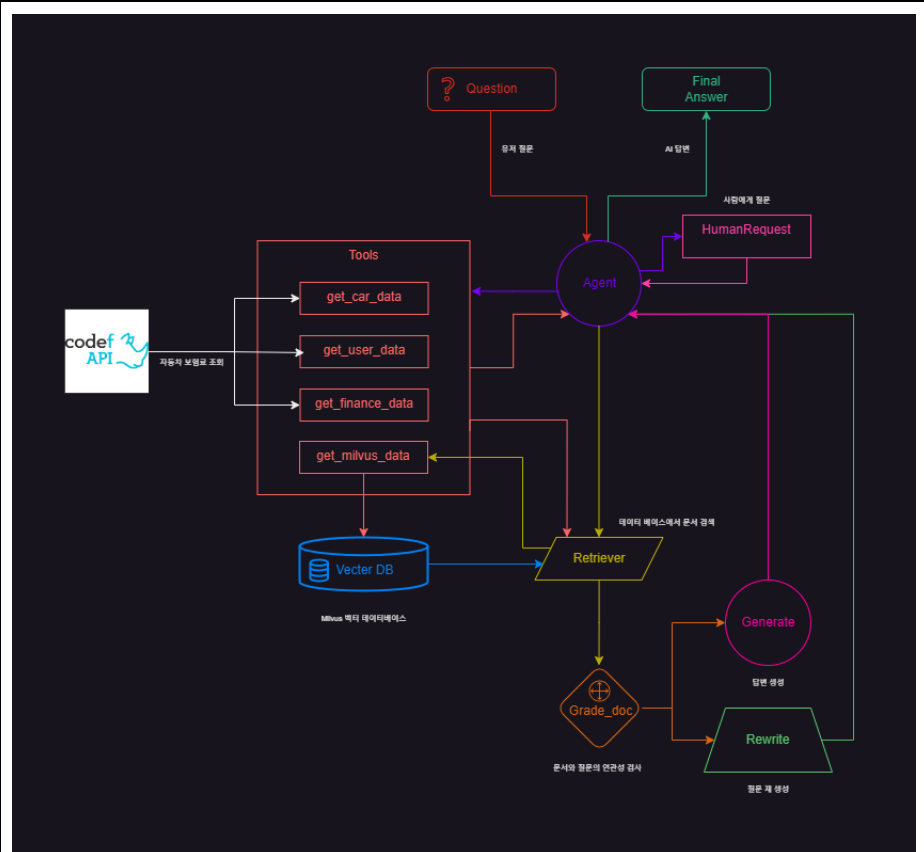 Question
Final
Answer
유저 질문
AI 답변
사람에게 질문
HumanRequest
Tools
Agent
get_car_data
codef
API
자동차 보험료 조회
get_user_data
get_finance_data
get_milvus_data
데이터 베이스에서 문서 검색
Retriever
Vecter DB
Milvus 벡터 데이터베이스
Generate
답변 생성
Grade_doc
문서와 질문의 연관성 검사
Rewrite
질문 재 생성